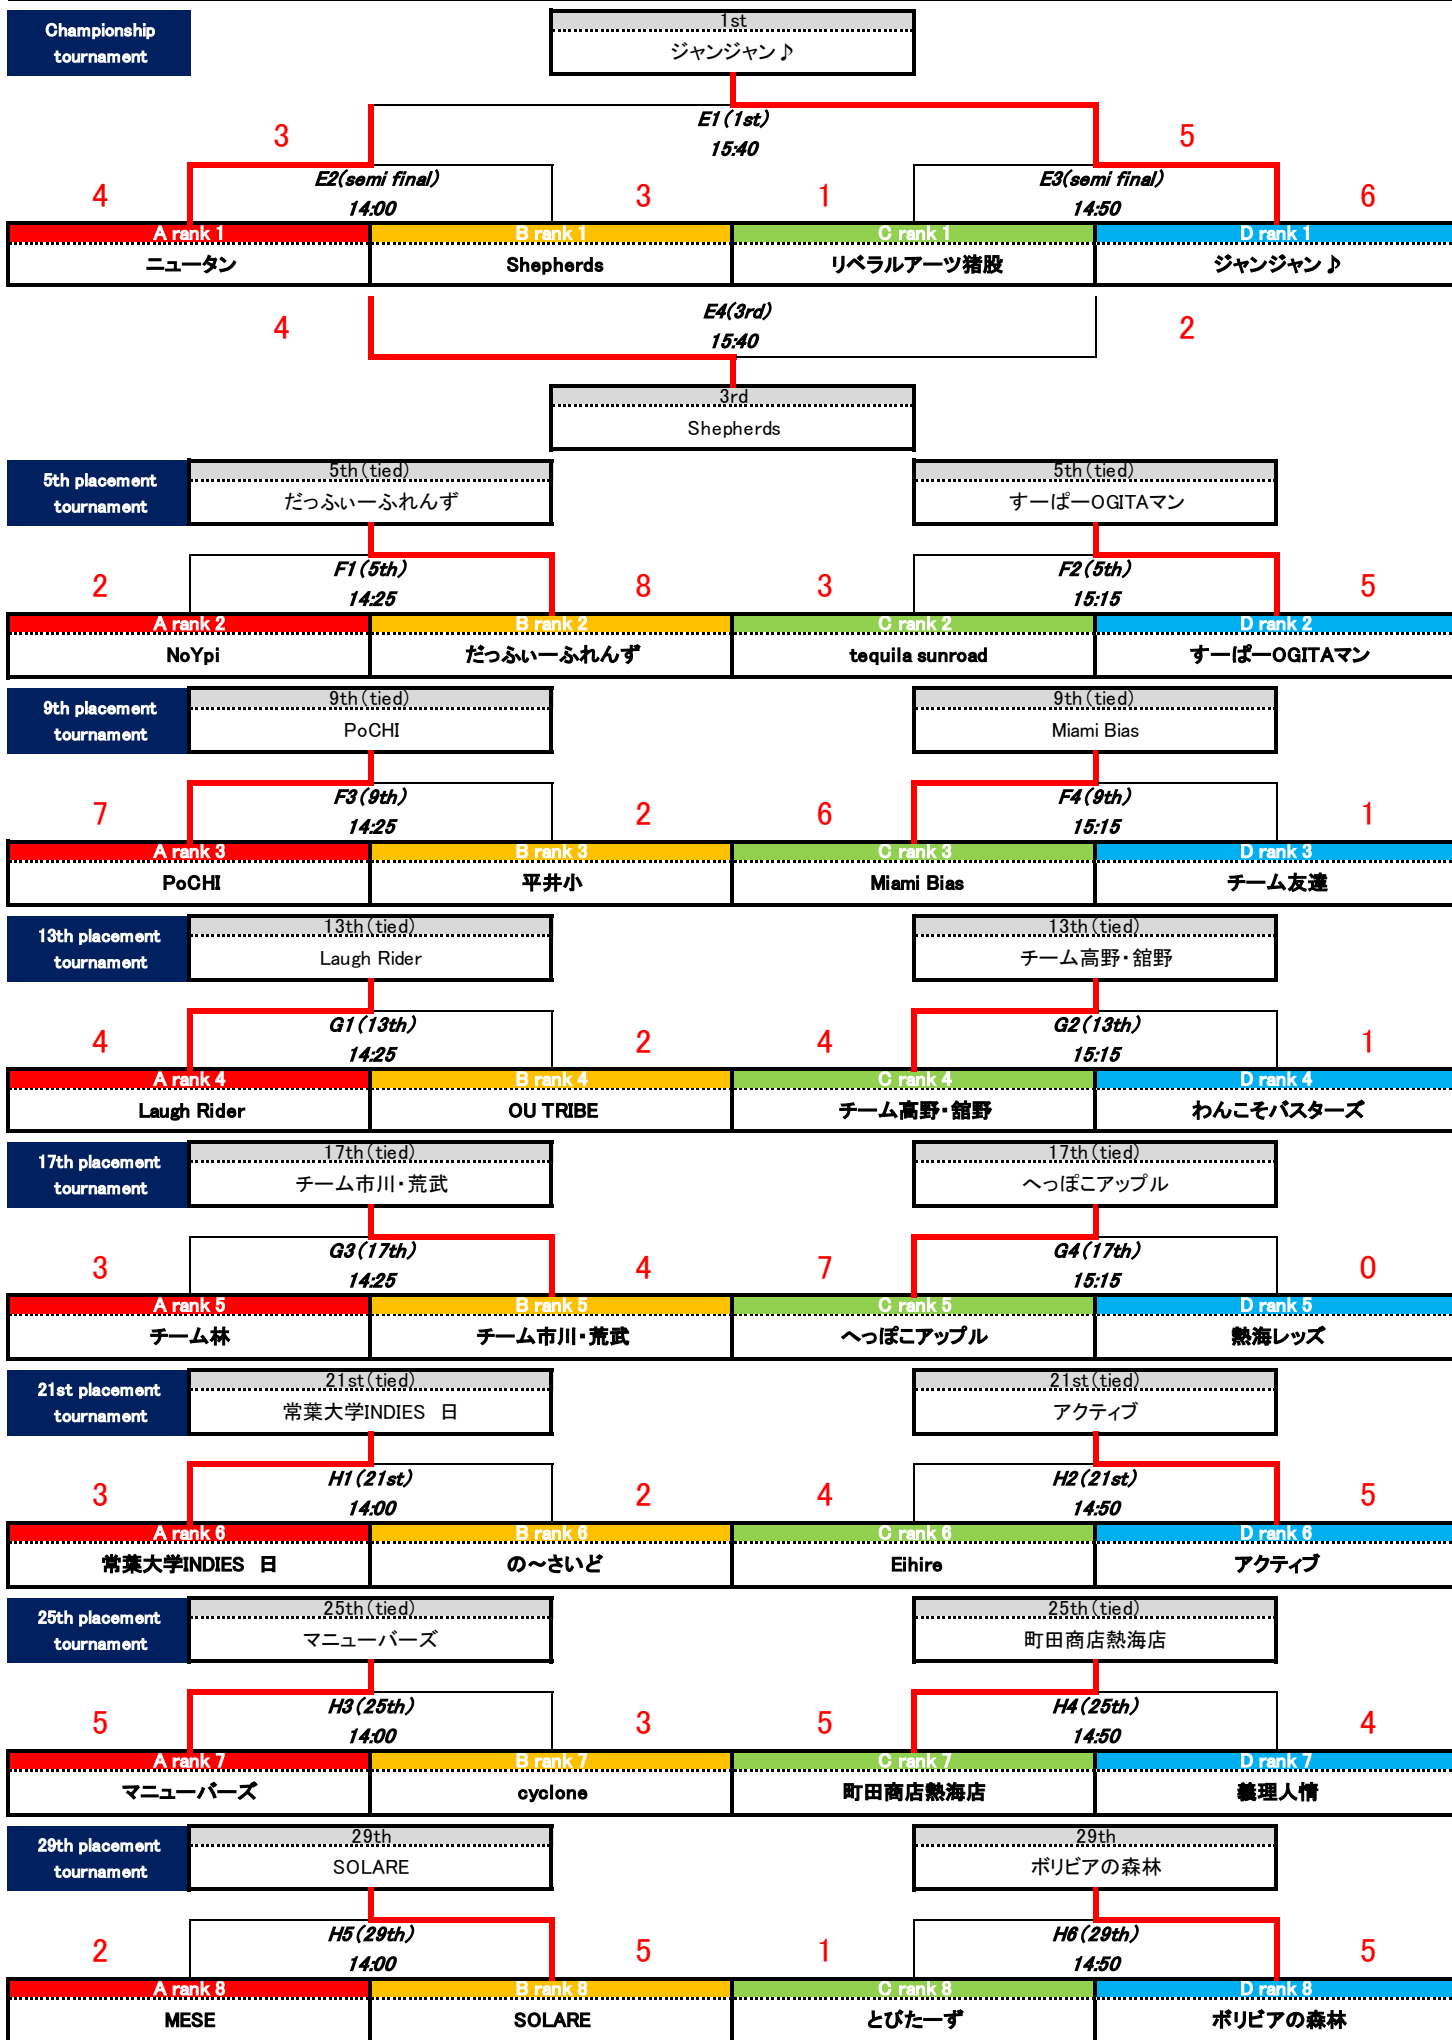 Championship
tournament
1st
ジャンジャン♪
3
E1(1st)
15:40
5
4
E2(semi final)
14:00
3
1
E3(semi final)
14:50
6
A rank 1
B rank 1
C rank 1
D rank 1
ニュータン
Shepherds
リベラルアーツ猪股
ジャンジャン♪
4
E4(3rd)
15:40
2
3rd
Shepherds
5th placement
tournament
5th(tied)
だっふぃーふれんず
5th(tied)
すーぱーOGITAマン
2
F1(5th)
14:25
8
3
F2(5th)
15:15
5
A rank 2
B rank 2
C rank 2
D rank 2
NoYpi
だっふぃーふれんず
tequila sunroad
すーぱーOGITAマン
9th placement
tournament
9th(tied)
PoCHI
9th(tied)
Miami Bias
7
F3(9th)
14:25
2
6
F4(9th)
15:15
1
A rank 3
B rank 3
C rank 3
D rank 3
PoCHI
平井小
Miami Bias
チーム友達
13th placement
tournament
13th(tied)
Laugh Rider
13th(tied)
チーム高野・舘野
4
G1(13th)
14:25
2
4
G2(13th)
15:15
1
A rank 4
B rank 4
C rank 4
D rank 4
Laugh Rider
OU TRIBE
チーム高野・舘野
わんこそバスターズ
17th placement
tournament
17th(tied)
チーム市川・荒武
17th(tied)
へっぽこアップル
3
G3(17th)
14:25
4
7
G4(17th)
15:15
0
A rank 5
B rank 5
C rank 5
D rank 5
チーム林
チーム市川・荒武
へっぽこアップル
熱海レッズ
21st placement
tournament
21st(tied)
常葉大学INDIES　日
21st(tied)
アクティブ
3
H1(21st)
14:00
2
4
H2(21st)
14:50
5
A rank 6
B rank 6
C rank 6
D rank 6
常葉大学INDIES　日
の～さいど
Eihire
アクティブ
25th placement
tournament
25th(tied)
マニューバーズ
25th(tied)
町田商店熱海店
5
H3(25th)
14:00
3
5
H4(25th)
14:50
4
A rank 7
B rank 7
C rank 7
D rank 7
マニューバーズ
cyclone
町田商店熱海店
義理人情
29th placement
tournament
29th
SOLARE
29th
ボリビアの森林
2
H5(29th)
14:00
5
1
H6(29th)
14:50
5
A rank 8
B rank 8
C rank 8
D rank 8
MESE
SOLARE
とびたーず
ボリビアの森林